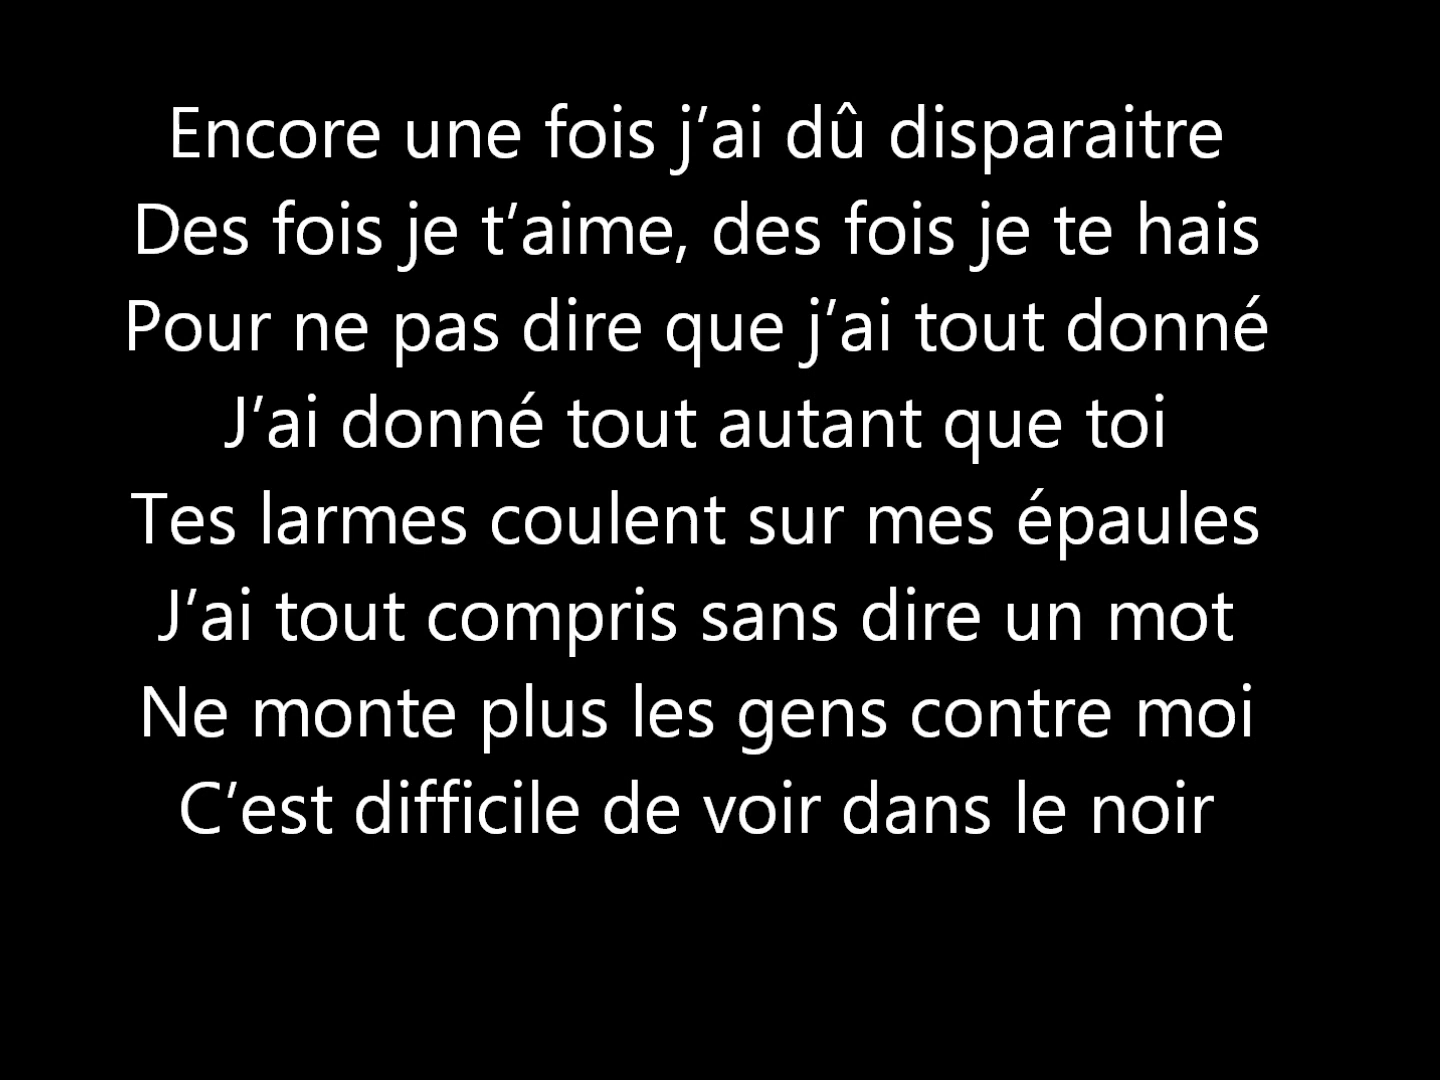 Encore une fois j’ai dû disparaitre
Des fois je t’aime, des fois je te hais
Pour ne pas dire que j’ai tout donné
J’ai donné tout autant que toi
Tes larmes coulent sur mes épaules
J’ai tout compris sans dire un mot
Ne monte plus les gens contre moi
C’est difficile de voir dans le noir